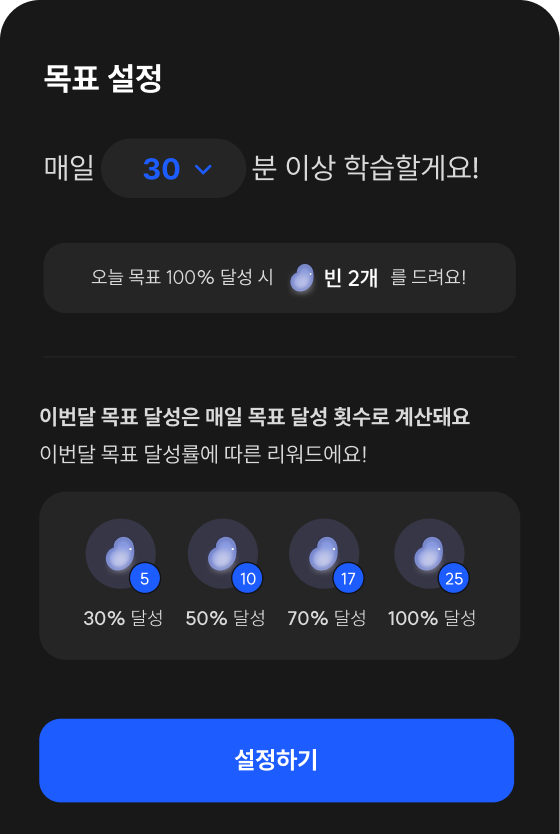 목표 설정
매일 30 분 이상 학습할게요!
오늘 목표 100% 달성 시 빈 2개 를 드려요!
이번달 목표 달성은 매일 목표 달성 횟수로 계산돼요
이번달 목표 달성률에 따른 리워드에요!
5 10 17 25
30% 달성 50% 달성 70% 달성 100% 달성
설정하기